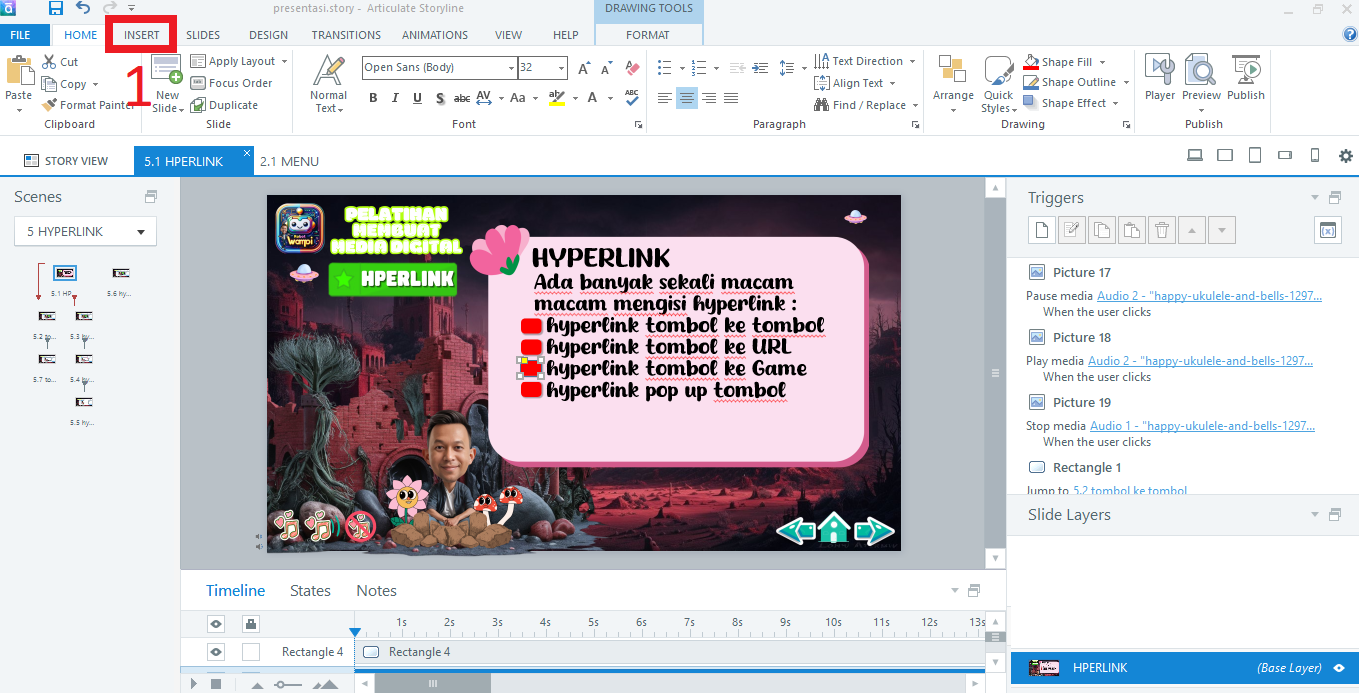 presentasi.story - Articulate Storyline
DRAWING TOOLS
FILE HOME INSERT SLIDES DESIGN TRANSITIONS ANIMATIONS VIEW HELP FORMAT
1
Paste
Cut
Copy
Format Painter
Clipboard
New Slide
Apply Layout
Focus Order
Duplicate
Slide
Normal Text
Open Sans (Body) 32
B I U S abc AV Aa ab A ABC
Font
Text Direction
Align Text
Find / Replace
Paragraph
Arrange
Quick Styles
Shape Fill
Shape Outline
Shape Effect
Drawing
Player Preview Publish
Publish
STORY VIEW
5.1 HPERLINK
2.1 MENU
Scenes
5 HYPERLINK
5.1 HP...
5.6 hy...
5.2 to...
5.3 hy...
5.7 to...
5.4 hy...
5.5 hy...
Robot
Wampi
PELATIHAN
MEMBUAT
MEDIA DIGITAL
HPERLINK
HYPERLINK
Ada banyak sekali macam
macam mengisi hyperlink :
hyperlink tombol ke tombol
hyperlink tombol ke URL
hyperlink tombol ke Game
hyperlink pop up tombol
Triggers
Picture 17
Pause media Audio 2 - "happy-ukulele-and-bells-1297...
When the user clicks
Picture 18
Play media Audio 2 - "happy-ukulele-and-bells-1297...
When the user clicks
Picture 19
Stop media Audio 1 - "happy-ukulele-and-bells-1297...
When the user clicks
Rectangle 1
Jump to 5.2 tombol ke tombol
Slide Layers
HPERLINK (Base Layer)
Timeline States Notes
1s 2s 3s 4s 5s 6s 7s 8s 9s 10s 11s 12s 13s
Rectangle 4 Rectangle 4